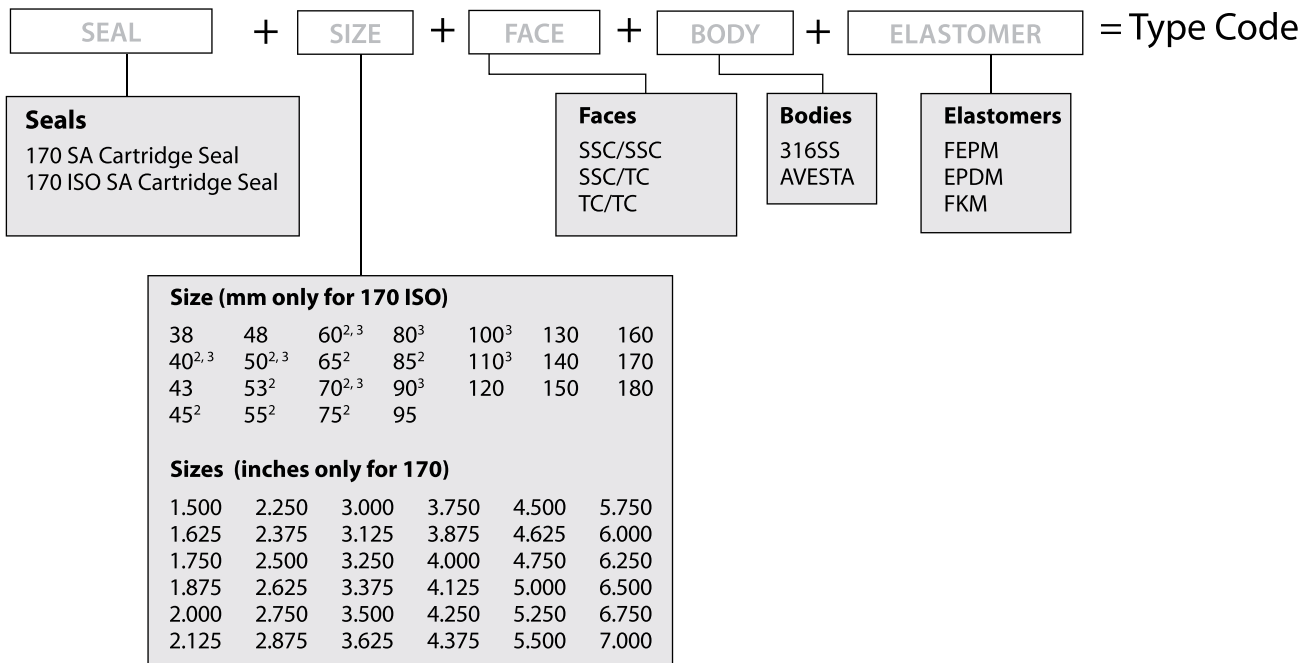 SEAL + SIZE + FACE + BODY + ELASTOMER = Type Code
Seals
170 SA Cartridge Seal
170 ISO SA Cartridge Seal
Faces
SSC/SSC
SSC/TC
TC/TC
Bodies
316SS
AVESTA
Elastomers
FEPM
EPDM
FKM
Size (mm only for 170 ISO)
38 48 60²,³ 80³ 100³ 130 160
40²,³ 50²,³ 65² 85² 110³ 140 170
43 53² 70²,³ 90³ 120 150 180
45² 55² 75² 95
Sizes (inches only for 170)
1.500 2.250 3.000 3.750 4.500 5.750
1.625 2.375 3.125 3.875 4.625 6.000
1.750 2.500 3.250 4.000 4.750 6.250
1.875 2.625 3.375 4.125 5.000 6.500
2.000 2.750 3.500 4.250 5.250 6.750
2.125 2.875 3.625 4.375 5.500 7.000